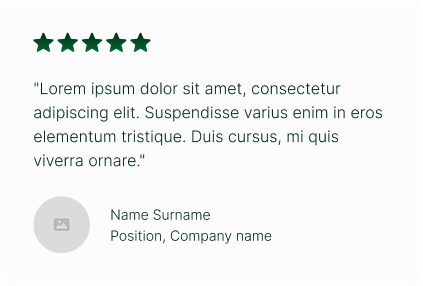 "Lorem ipsum dolor sit amet, consectetur
adipiscing elit. Suspendisse varius enim in eros
elementum tristique. Duis cursus, mi quis
viverra ornare."
Name Surname
Position, Company name